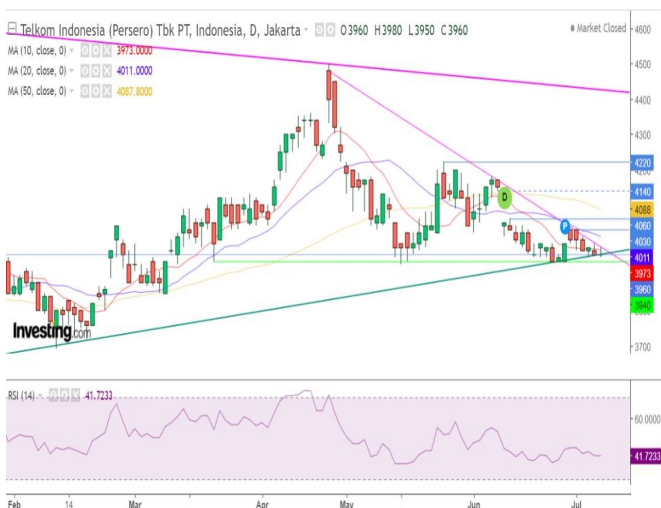 Telkom Indonesia (Persero) Tbk PT, Indonesia, D, Jakarta O3960 H3980 L3950 C3960
Market Closed
MA (10, close, 0) 3973.0000
MA (20, close, 0) 4011.0000
MA (50, close, 0) 4087.8000
4600
4500
4400
4300
4220
4200
4140
4088
4060
4030
4011
3973
3960
3940
3700
D
P
Investing.com
RSI (14) 41.7233
60.0000
41.7233
Feb 14 Mar Apr May Jun Jul